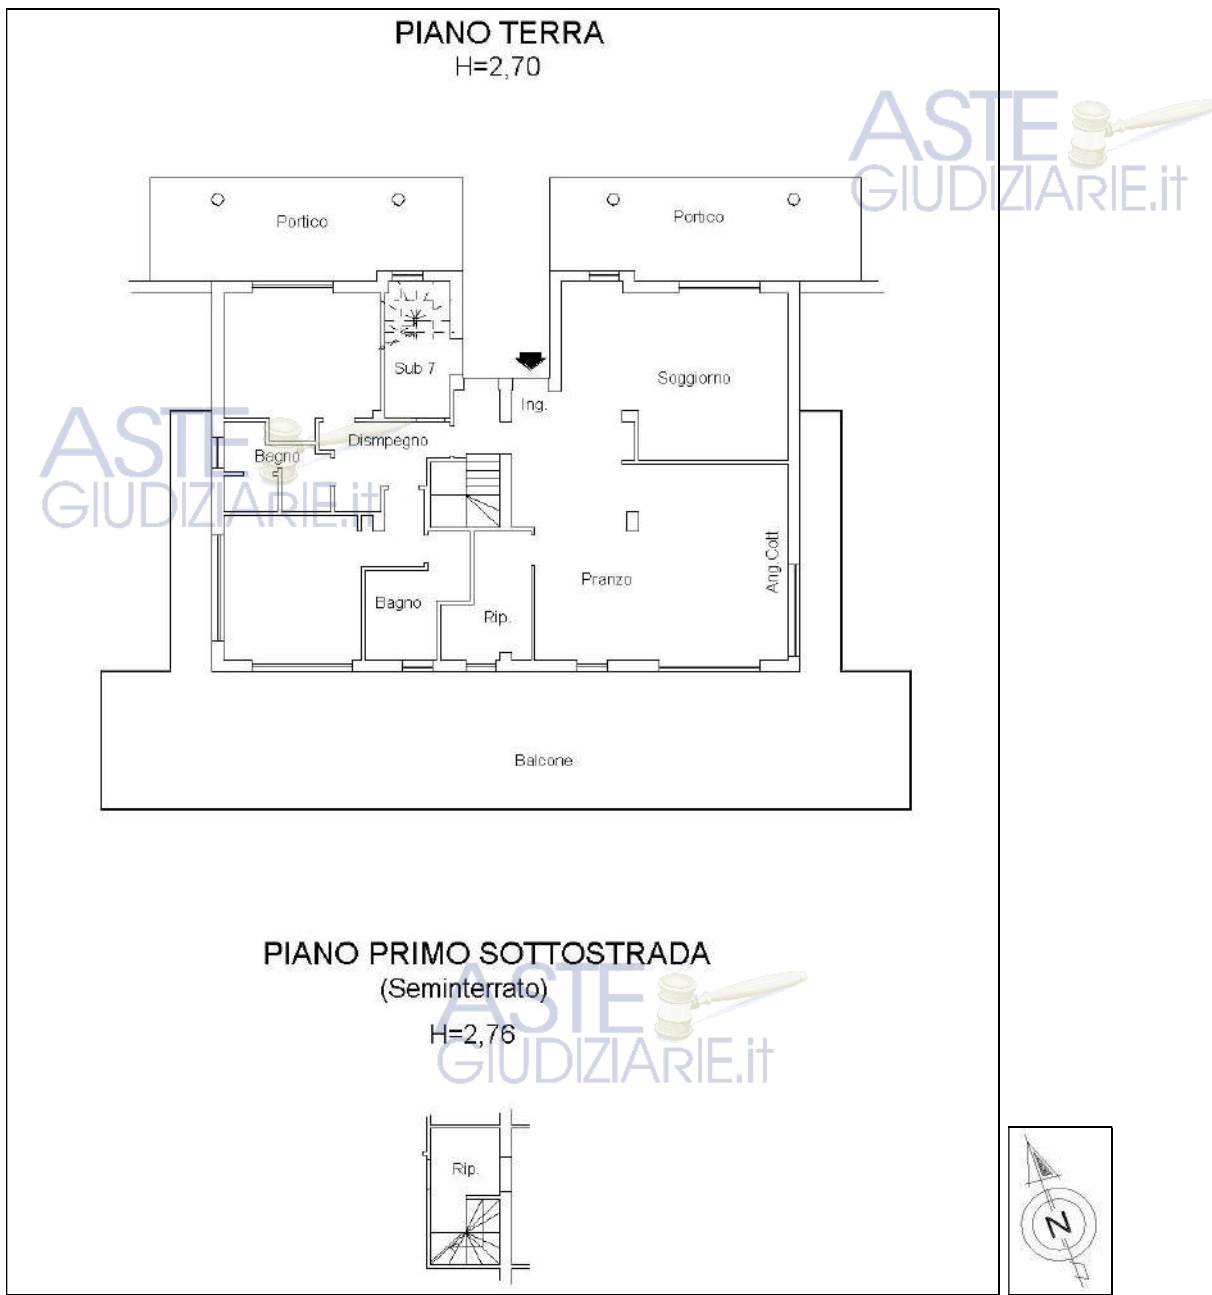 PIANO TERRA
H=2,70
ASTE
GIUDIZIARIE.it
Portico
Portico
Sub 7
Soggiorno
Ing.
ASTE
GIUDIZIARIE.it
Dismpegno
Bagno
Ang.Cott.
Pranzo
Bagno
Rip.
Balcone
PIANO PRIMO SOTTOSTRADA
(Seminterrato)
H=2,76
ASTE
GIUDIZIARIE.it
Rip.
N